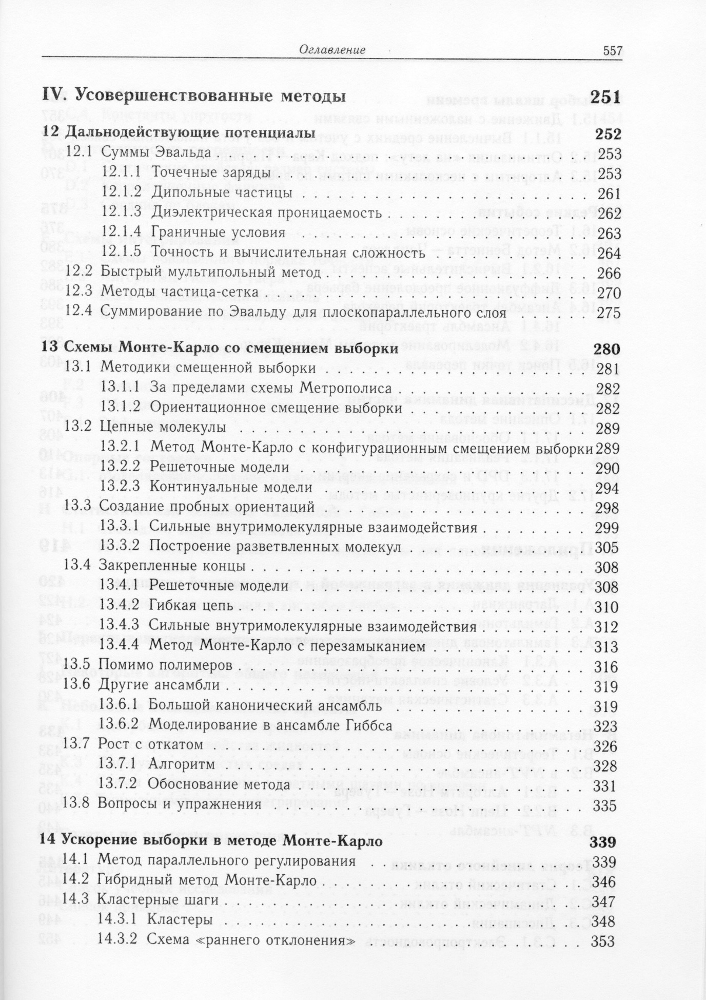 Оглавление 557
IV. Усовершенствованные методы 251
12 Дальнодействующие потенциалы 252
12.1 Суммы Эвальда 253
12.1.1 Точечные заряды 253
12.1.2 Дипольные частицы 261
12.1.3 Диэлектрическая проницаемость 262
12.1.4 Граничные условия 263
12.1.5 Точность и вычислительная сложность 264
12.2 Быстрый мультипольный метод 266
12.3 Методы частица-сетка 270
12.4 Суммирование по Эвальду для плоскопараллельного слоя 275
13 Схемы Монте-Карло со смещением выборки 280
13.1 Методики смещенной выборки 281
13.1.1 За пределами схемы Метрополиса 282
13.1.2 Ориентационное смещение выборки 282
13.2 Цепные молекулы 289
13.2.1 Метод Монте-Карло с конфигурационным смещением выборки 289
13.2.2 Решеточные модели 290
13.2.3 Континуальные модели 294
13.3 Создание пробных ориентаций 298
13.3.1 Сильные внутримолекулярные взаимодействия 299
13.3.2 Построение разветвленных молекул 305
13.4 Закрепленные концы 308
13.4.1 Решеточные модели 308
13.4.2 Гибкая цепь 310
13.4.3 Сильные внутримолекулярные взаимодействия 312
13.4.4 Метод Монте-Карло с перезамыканием 313
13.5 Помимо полимеров 316
13.6 Другие ансамбли 319
13.6.1 Большой канонический ансамбль 319
13.6.2 Моделирование в ансамбле Гиббса 323
13.7 Рост с откатом 326
13.7.1 Алгоритм 328
13.7.2 Обоснование метода 331
13.8 Вопросы и упражнения 335
14 Ускорение выборки в методе Монте-Карло 339
14.1 Метод параллельного регулирования 339
14.2 Гибридный метод Монте-Карло 346
14.3 Кластерные шаги 347
14.3.1 Кластеры 348
14.3.2 Схема «раннего отклонения» 353